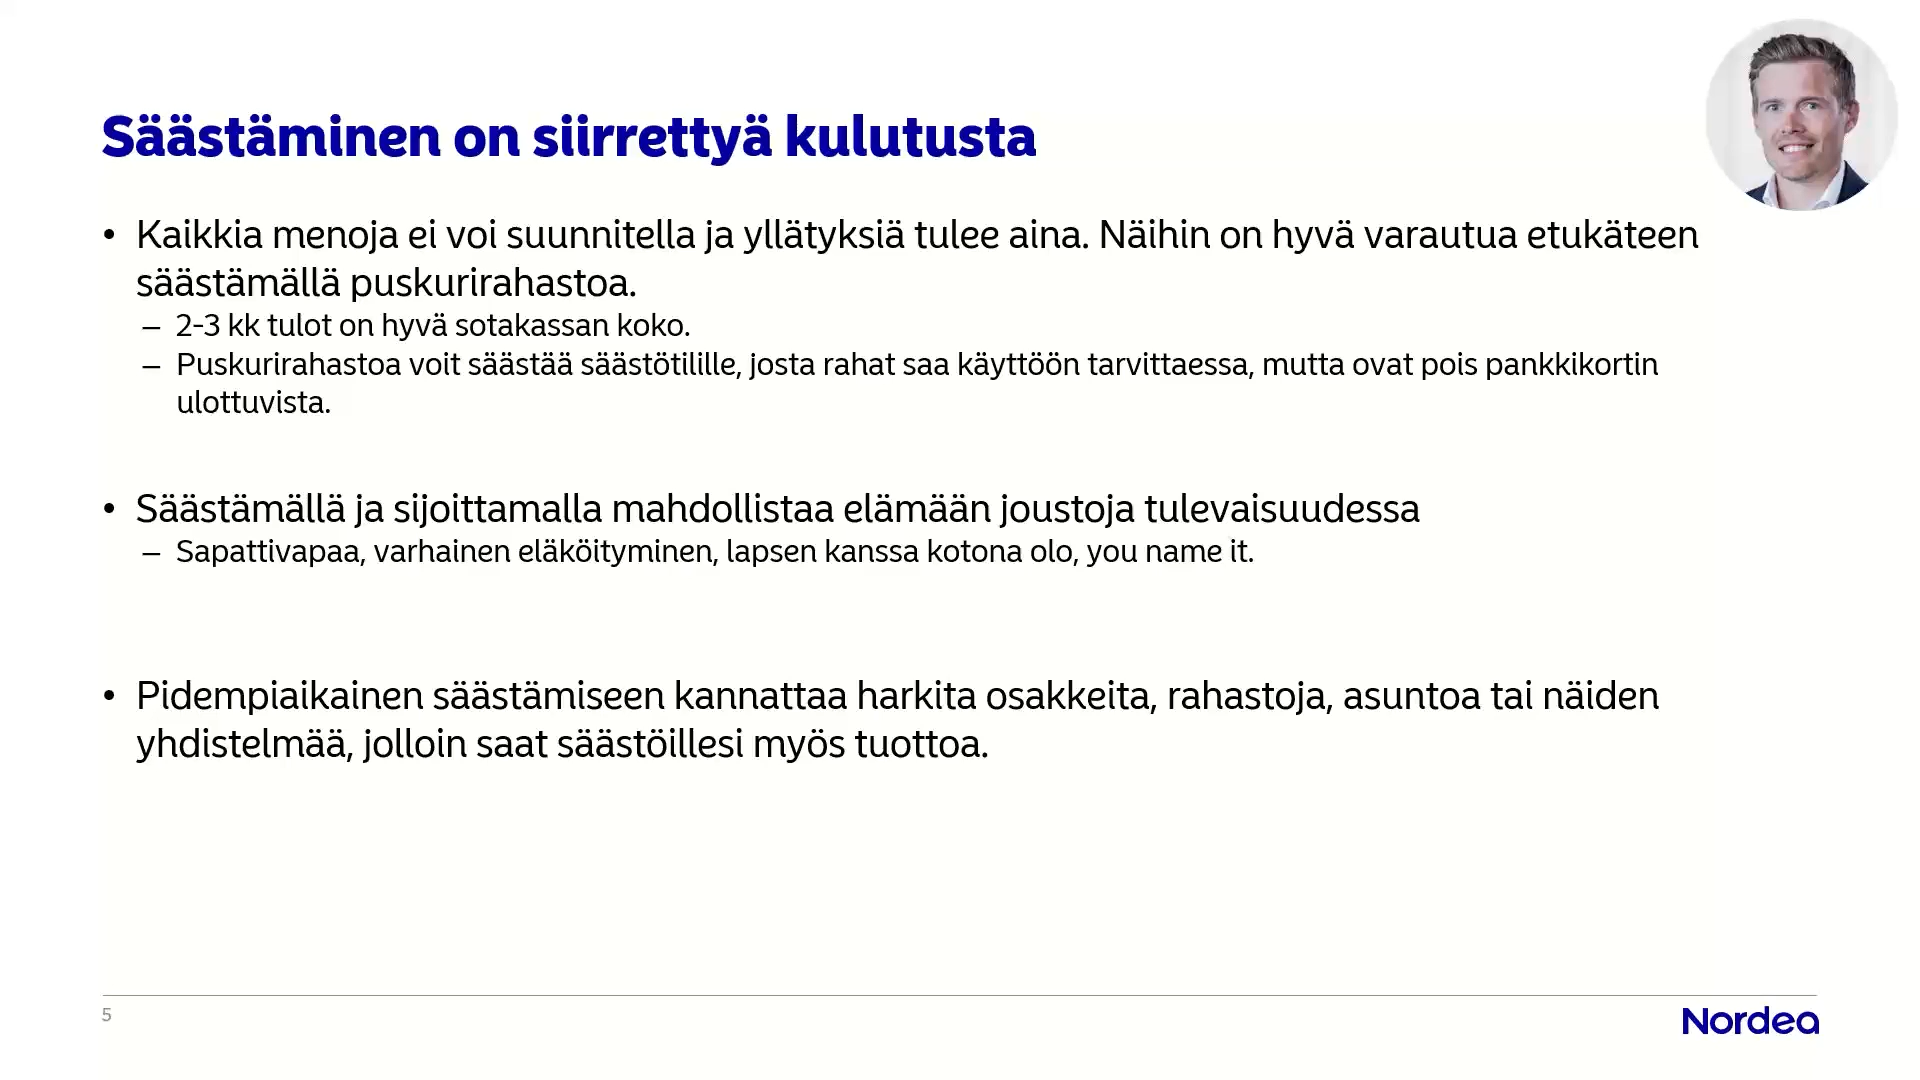 Säästäminen on siirrettyä kulutusta
• Kaikkia menoja ei voi suunnitella ja yllätyksiä tulee aina. Näihin on hyvä varautua etukäteen
säästämällä puskurirahastoa.
– 2-3 kk tulot on hyvä sotakassan koko.
– Puskurirahastoa voit säästää säästötilille, josta rahat saa käyttöön tarvittaessa, mutta ovat pois pankkikortin
ulottuvista.
• Säästämällä ja sijoittamalla mahdollistaa elämään joustoja tulevaisuudessa
– Sapattivapaa, varhainen eläköityminen, lapsen kanssa kotona olo, you name it.
• Pidempiaikainen säästämiseen kannattaa harkita osakkeita, rahastoja, asuntoa tai näiden
yhdistelmää, jolloin saat säästöillesi myös tuottoa.
5
Nordea